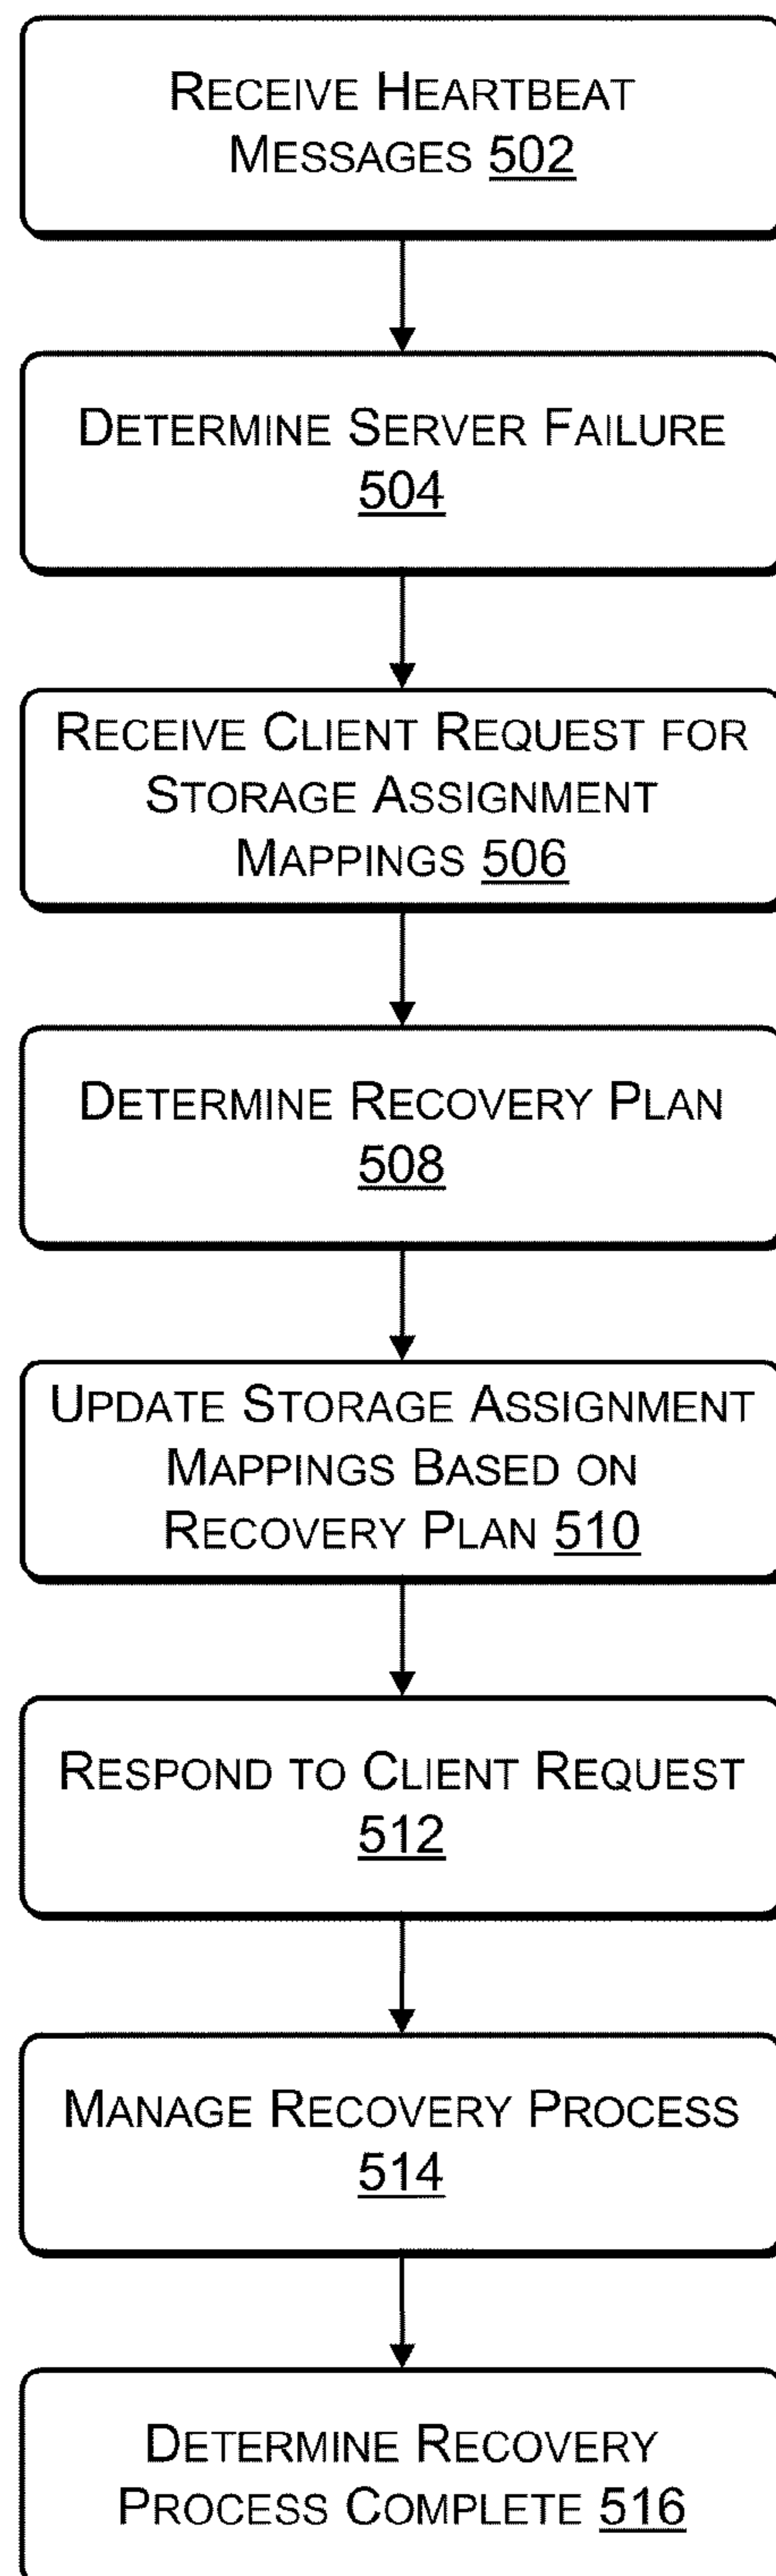 RECEIVE HEARTBEAT
MESSAGES 502
DETERMINE SERVER FAILURE
504
RECEIVE CLIENT REQUEST FOR
STORAGE ASSIGNMENT
MAPPINGS 506
DETERMINE RECOVERY PLAN
508
UPDATE STORAGE ASSIGNMENT
MAPPINGS BASED ON
RECOVERY PLAN 510
RESPOND TO CLIENT REQUEST
512
MANAGE RECOVERY PROCESS
514
DETERMINE RECOVERY
PROCESS COMPLETE 516